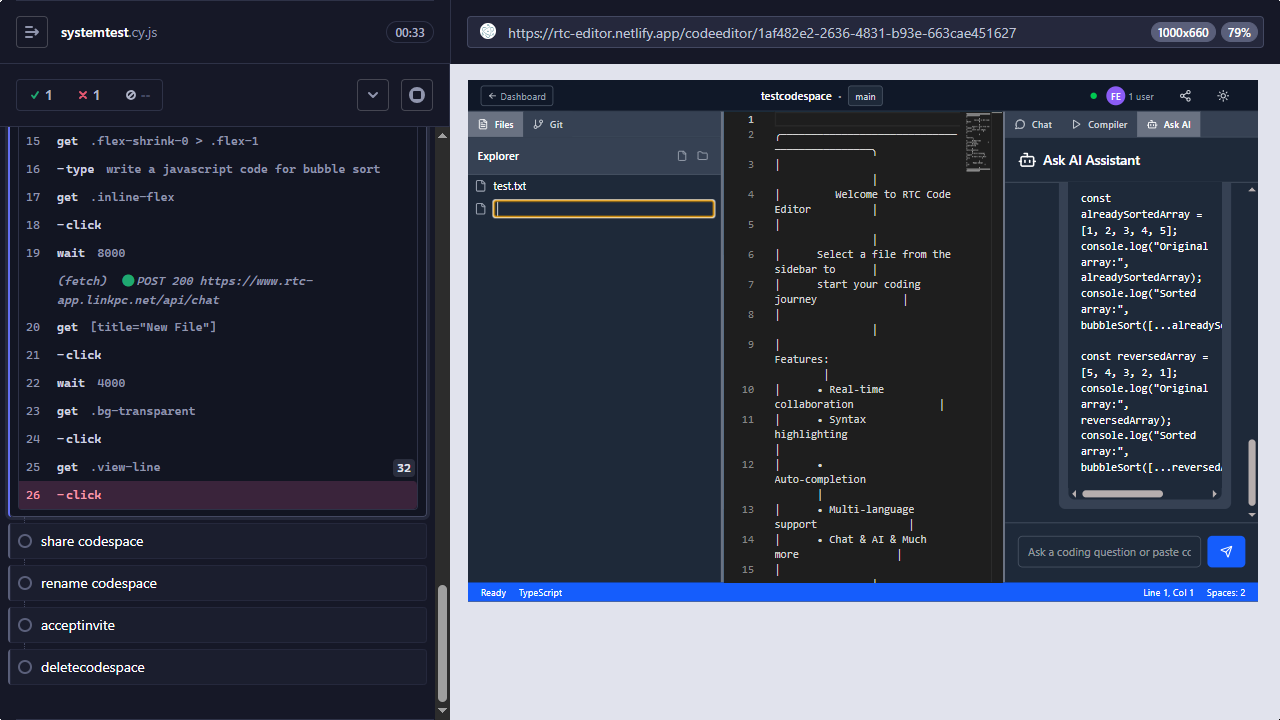 systemtest.cy.js
00:33
https://rtc-editor.netlify.app/codeeditor/1af482e2-2636-4831-b93e-663cae451627
1000x660
79%
1
1
--
15 get .flex-shrink-0 > .flex-1
16 -type write a javascript code for bubble sort
17 get .inline-flex
18 -click
19 wait 8000
(fetch) POST 200 https://www.rtc-
app.linkpc.net/api/chat
20 get [title="New File"]
21 -click
22 wait 4000
23 get .bg-transparent
24 -click
25 get .view-line 32
26 -click
share codespace
rename codespace
acceptinvite
deletecodespace
← Dashboard
testcodespace • main
FE 1 user
Files
Git
Explorer
test.txt
1
2
3
4 | Welcome to RTC Code
Editor |
5 |
6 | Select a file from the
sidebar to |
7 | start your coding
journey |
8 |
9 |
Features:
|
10 | • Real-time
collaboration |
11 | • Syntax
highlighting
|
12 | •
Auto-completion
|
13 | • Multi-language
support |
14 | • Chat & AI & Much
more |
15 |
Chat
Compiler
Ask AI
Ask AI Assistant
const
alreadySortedArray =
[1, 2, 3, 4, 5];
console.log("Original
array:",
alreadySortedArray);
console.log("Sorted
array:",
bubbleSort([...alreadyS
const reversedArray =
[5, 4, 3, 2, 1];
console.log("Original
array:",
reversedArray);
console.log("Sorted
array:",
bubbleSort([...reversed
Ask a coding question or paste cc
Ready
TypeScript
Line 1, Col 1
Spaces: 2